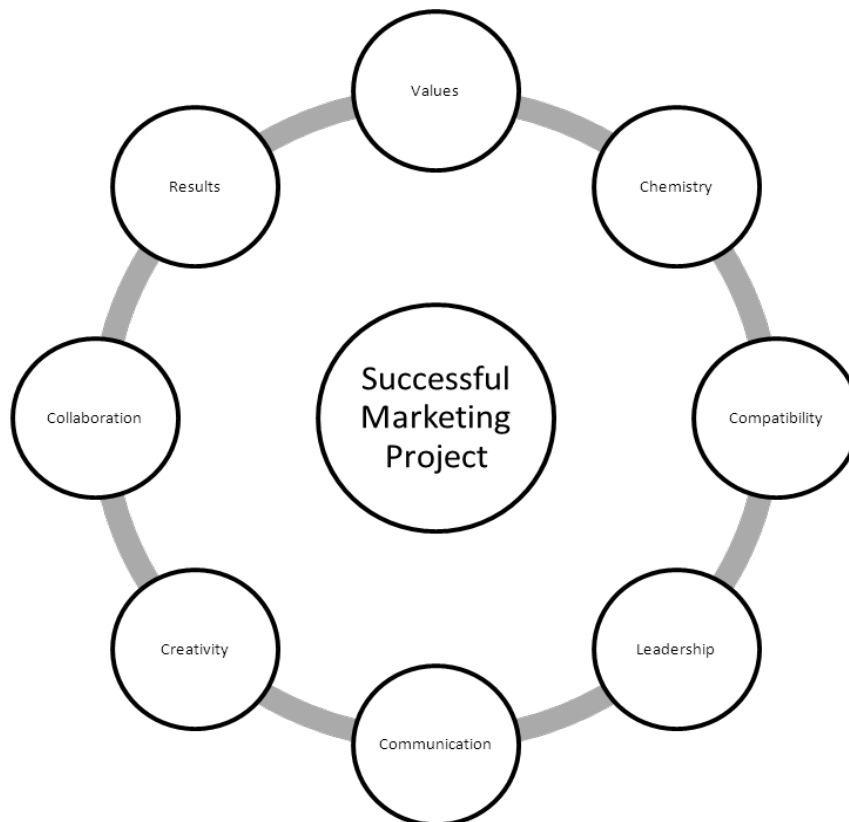 Values
Chemistry
Compatibility
Leadership
Communication
Creativity
Collaboration
Results
Successful
Marketing
Project